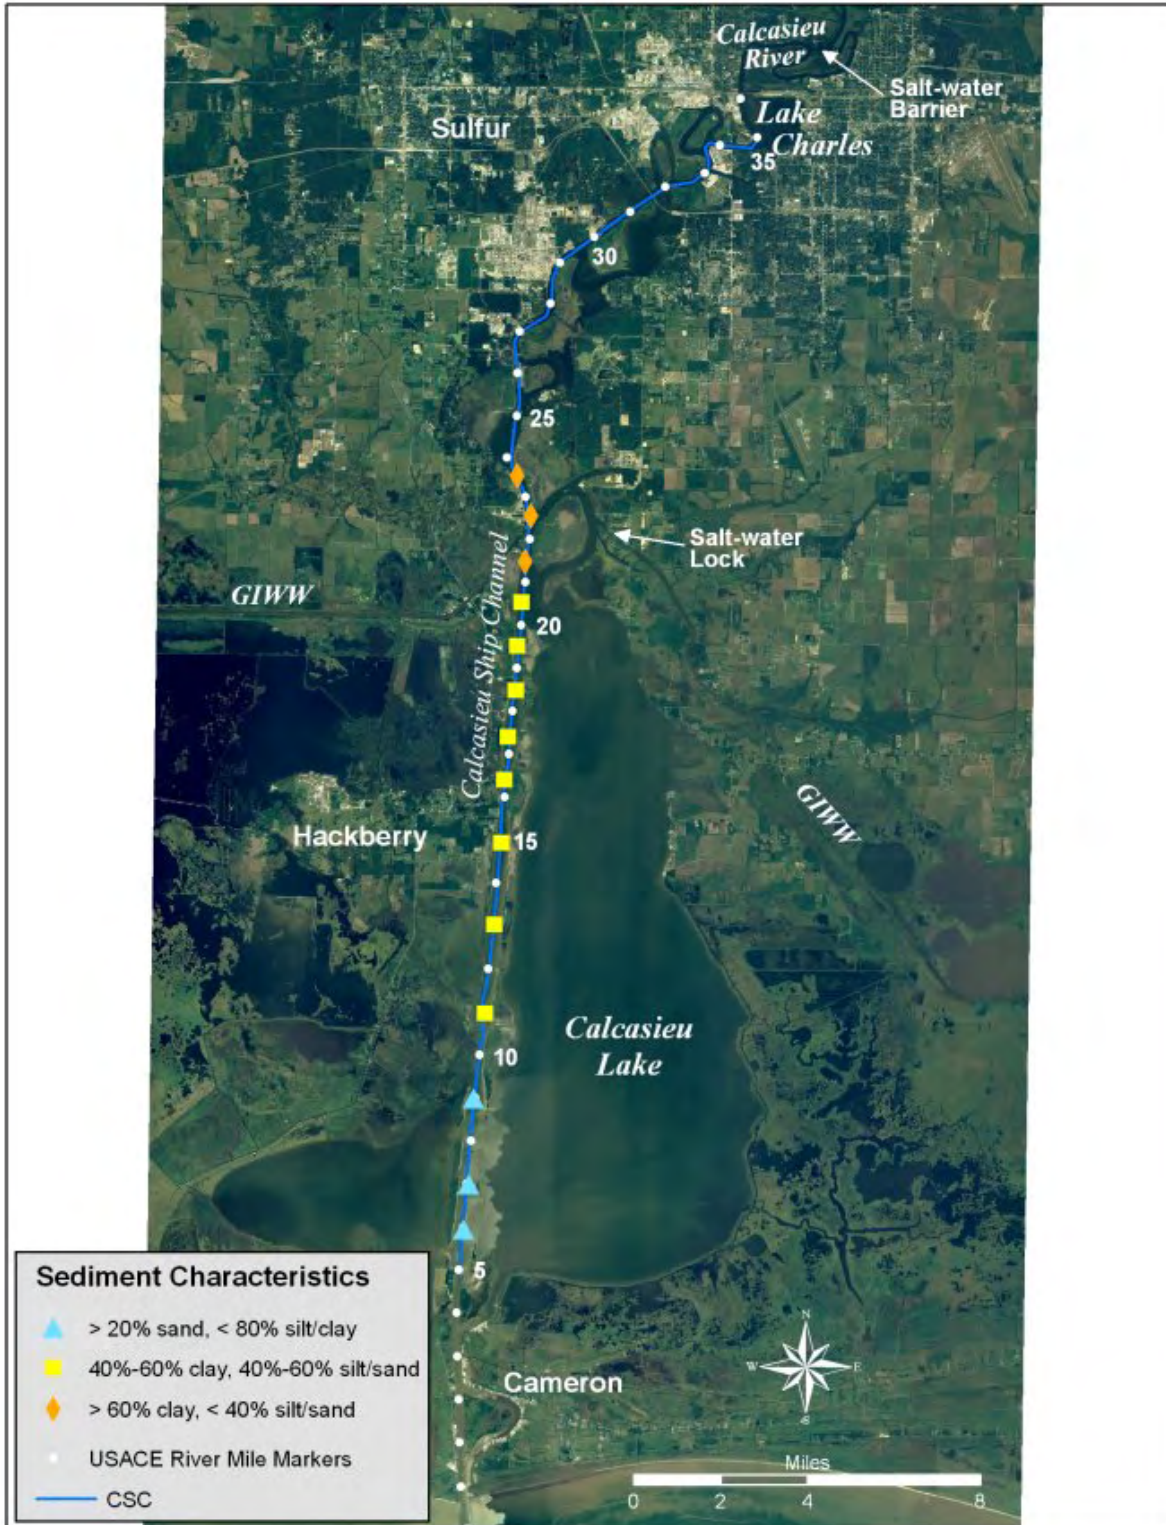 Calcasieu
River
Salt-water
Barrier
Sulfur
Lake
Charles
35
30
25
Salt-water
Lock
GIWW
20
Calcasieu Ship Channel
GIWW
Hackberry
15
Calcasieu
Lake
10
5
Sediment Characteristics
> 20% sand, < 80% silt/clay
40%-60% clay, 40%-60% silt/sand
> 60% clay, < 40% silt/sand
USACE River Mile Markers
CSC
Cameron
N
W
E
S
Miles
0 2 4 8